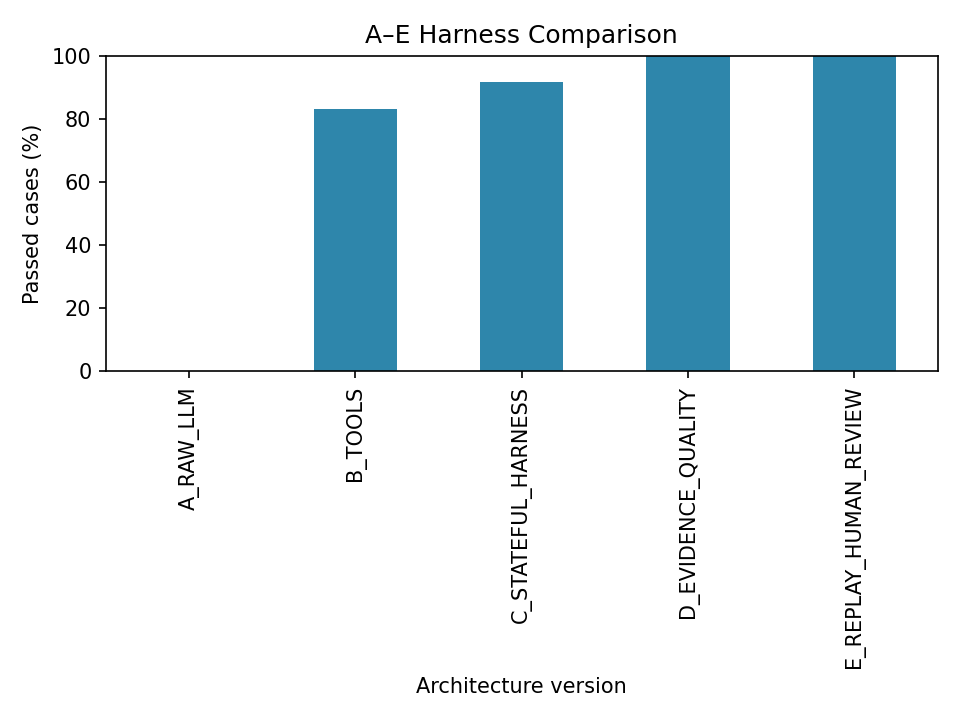 A–E Harness Comparison
Passed cases (%)
100
80
60
40
20
0
A_RAW_LLM
B_TOOLS
C_STATEFUL_HARNESS
D_EVIDENCE_QUALITY
E_REPLAY_HUMAN_REVIEW
Architecture version